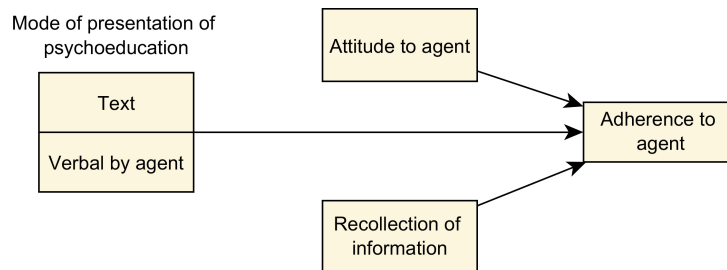 Mode of presentation of
psychoeducation
Text
Verbal by agent
Attitude to agent
Adherence to
agent
Recollection of
information